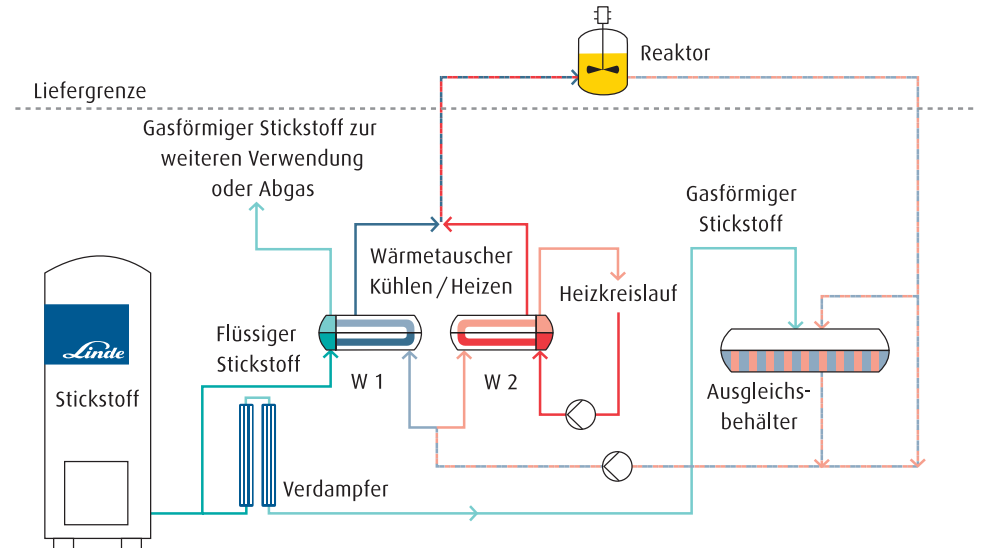 Reaktor
Liefergrenze
Gasförmiger Stickstoff zur
weiteren Verwendung
oder Abgas
Gasförmiger
Stickstoff
Wärmetauscher
Kühlen / Heizen
Heizkreislauf
Linde
Stickstoff
Flüssiger
Stickstoff
W 1
W 2
Ausgleichs-
behälter
Verdampfer